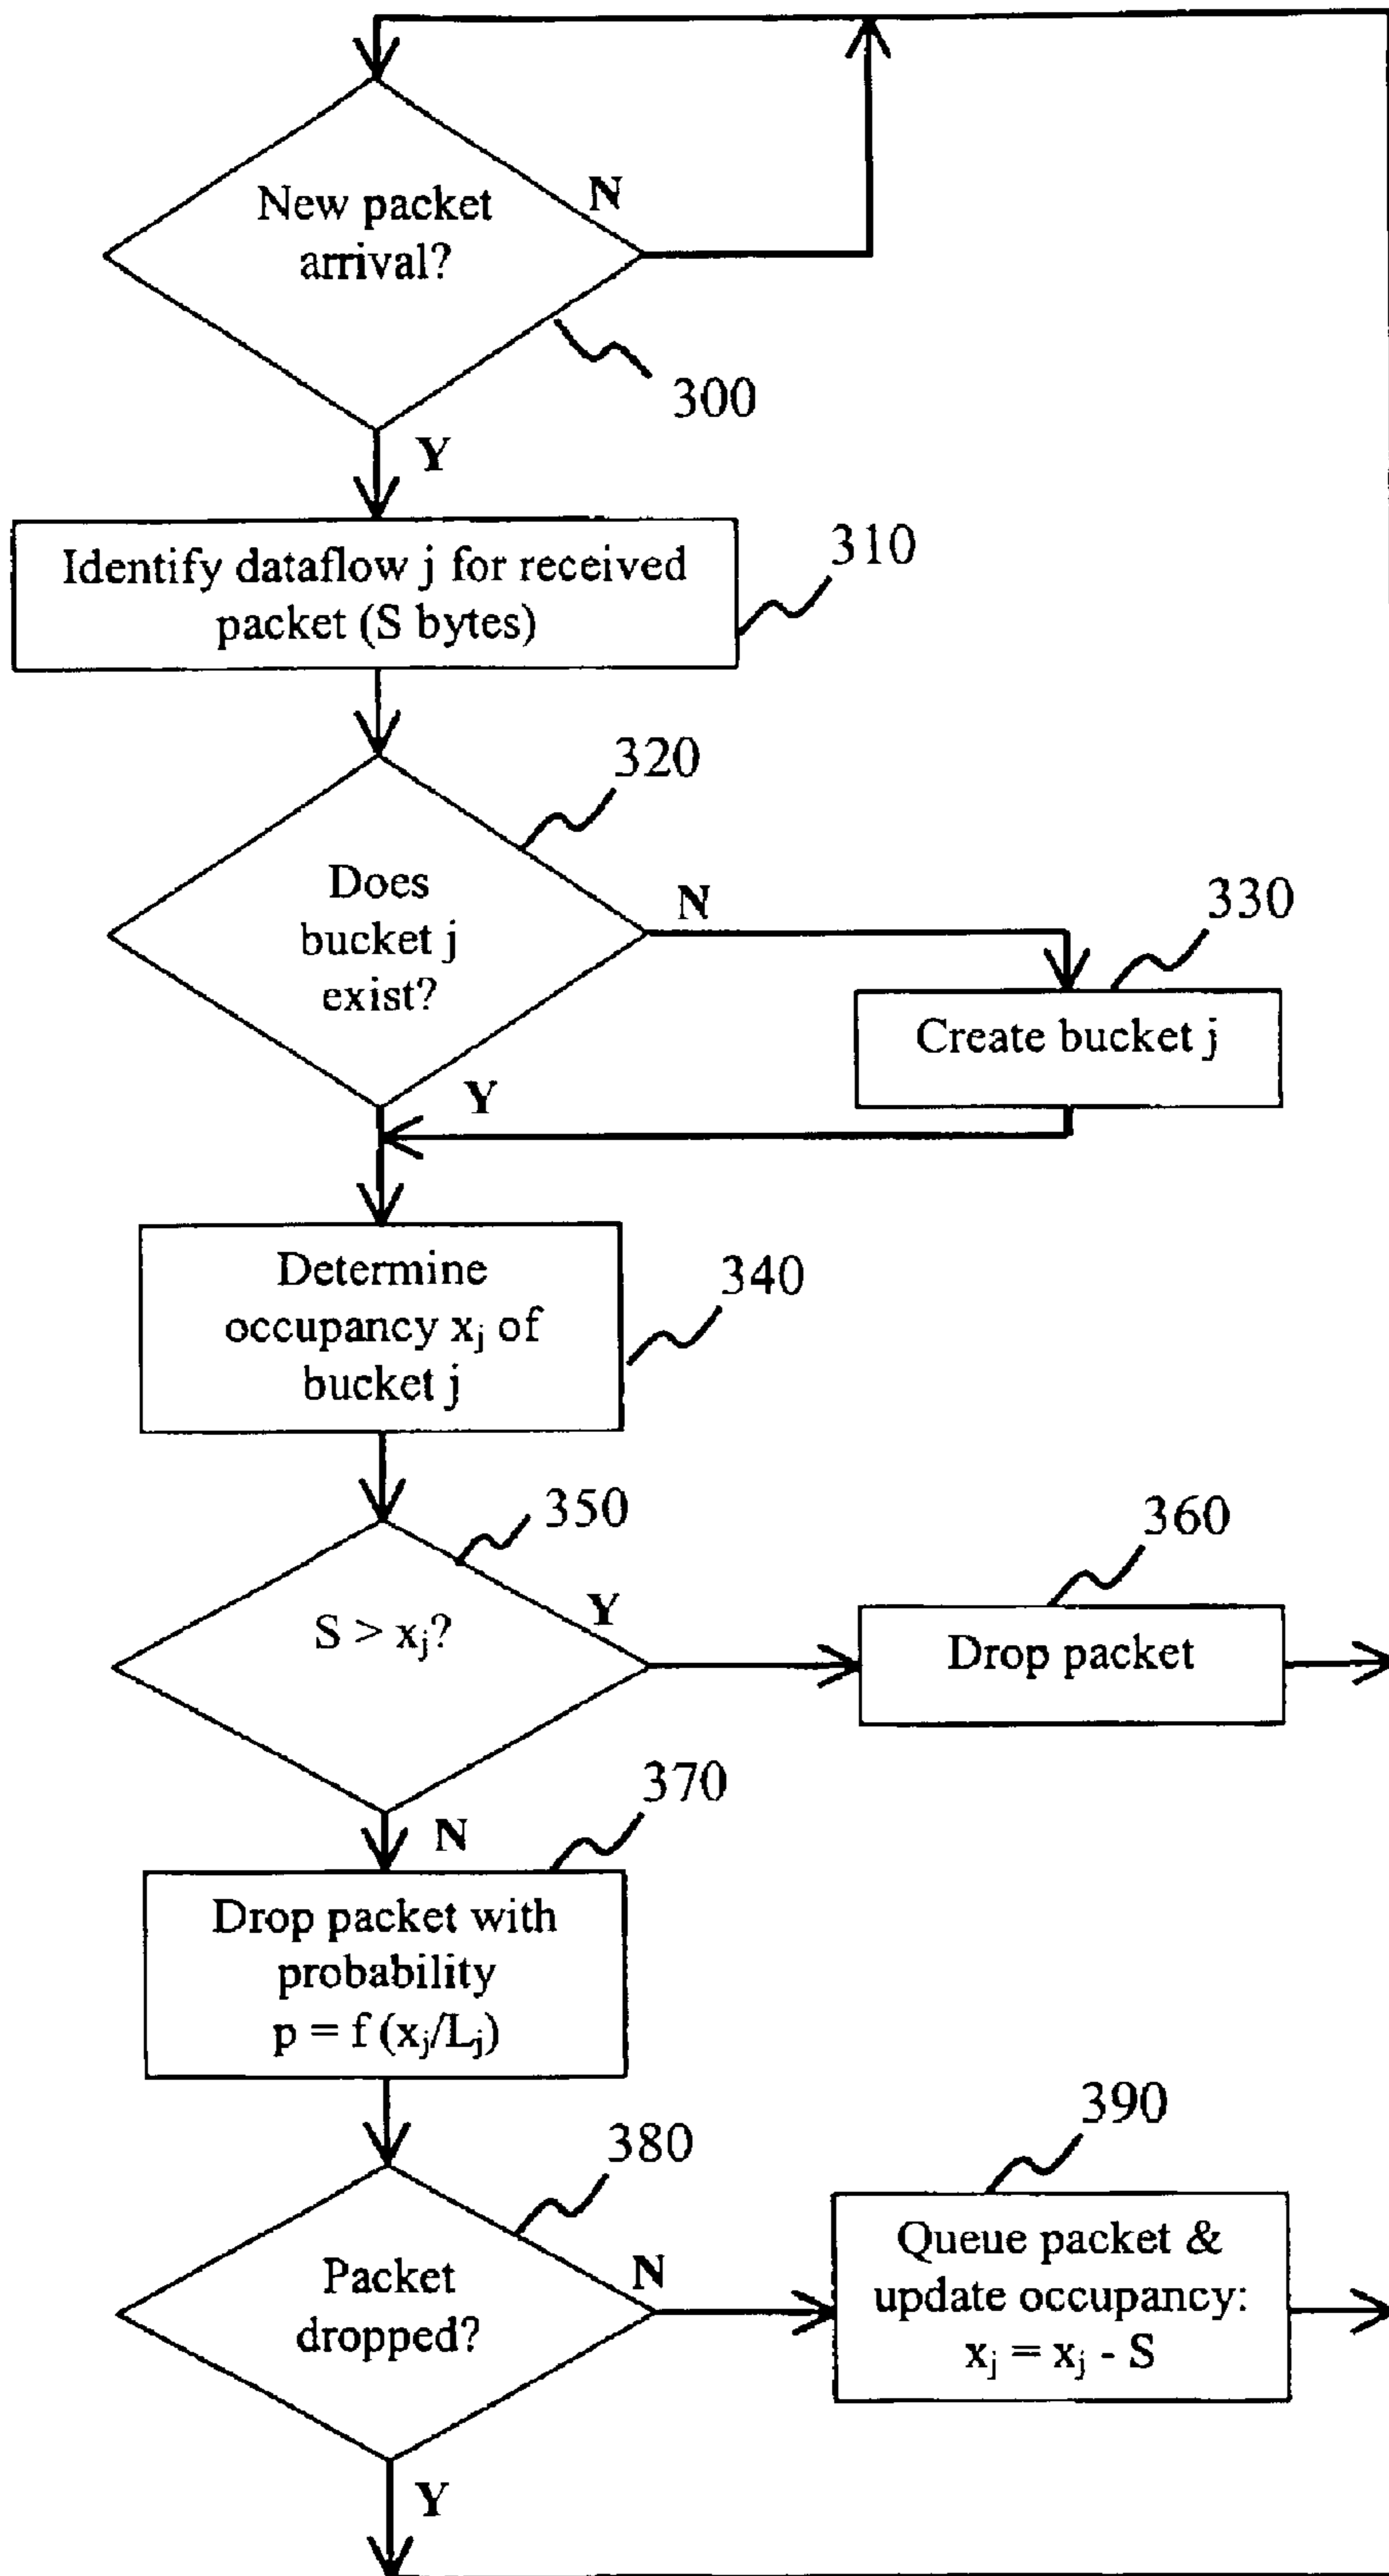 New packet
arrival?
N
300
Y
Identify dataflow j for received
packet (S bytes)
310
320
Does
bucket j
exist?
N
330
Create bucket j
Y
Determine
occupancy xj of
bucket j
340
350
S > xj?
Y
360
Drop packet
N
370
Drop packet with
probability
p = f (xj/Lj)
380
Packet
dropped?
N
390
Queue packet &
update occupancy:
xj = xj - S
Y